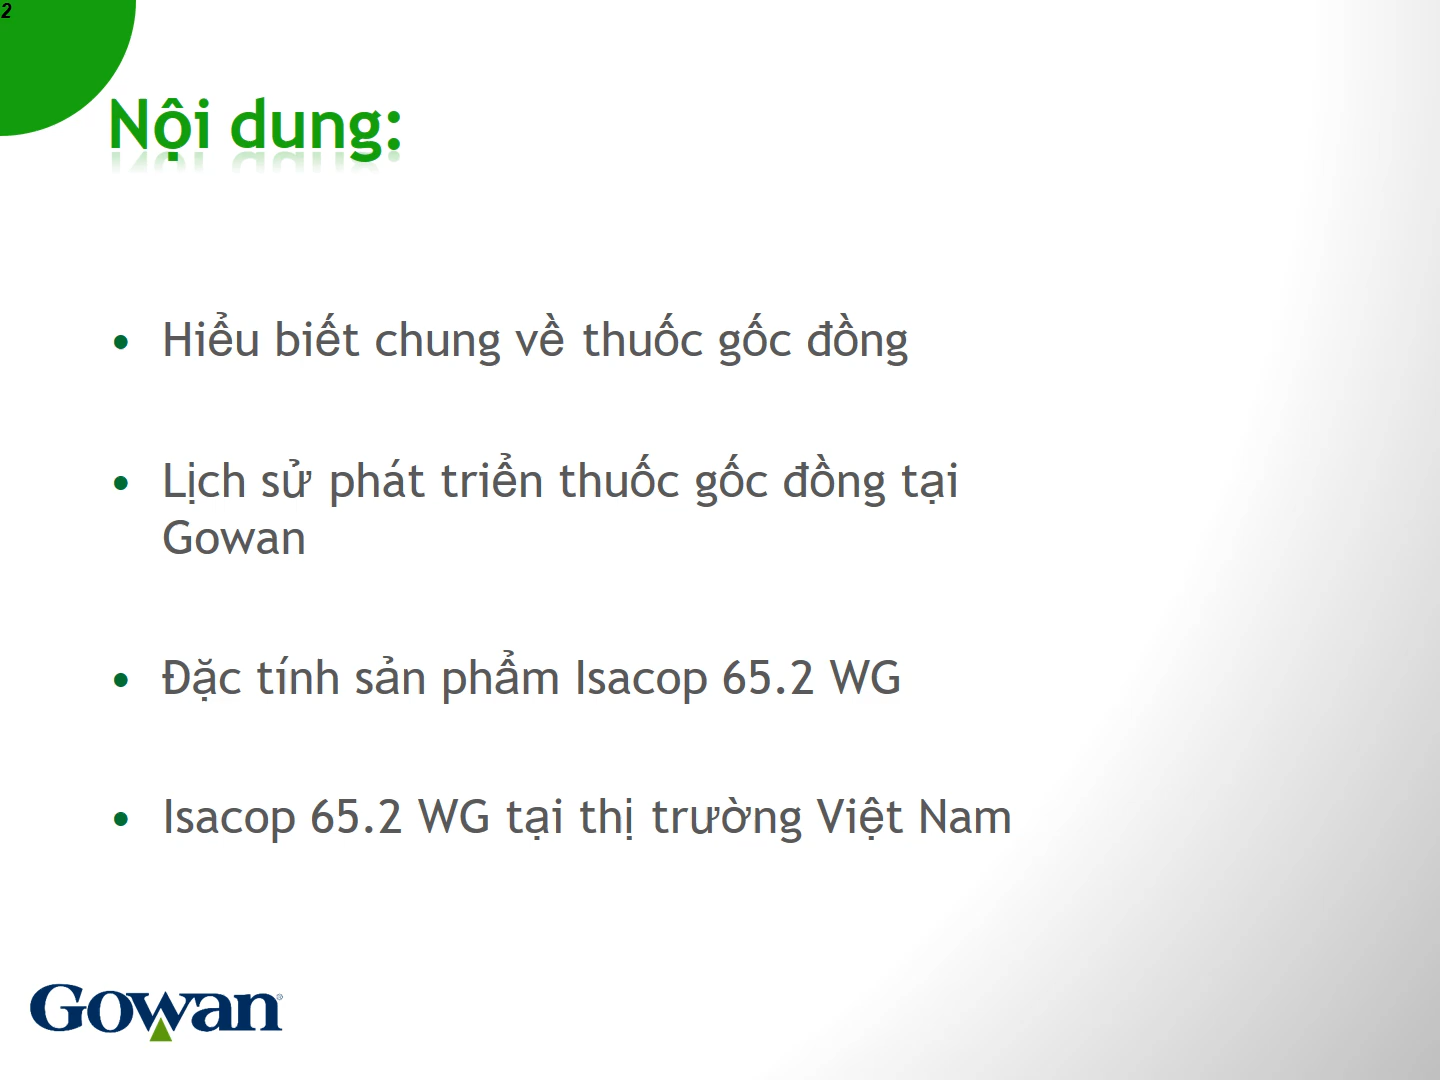 2
Nội dung:
• Hiểu biết chung về thuốc gốc đồng
• Lịch sử phát triển thuốc gốc đồng tại
Gowan
• Đặc tính sản phẩm Isacop 65.2 WG
• Isacop 65.2 WG tại thị trường Việt Nam
Gowan®